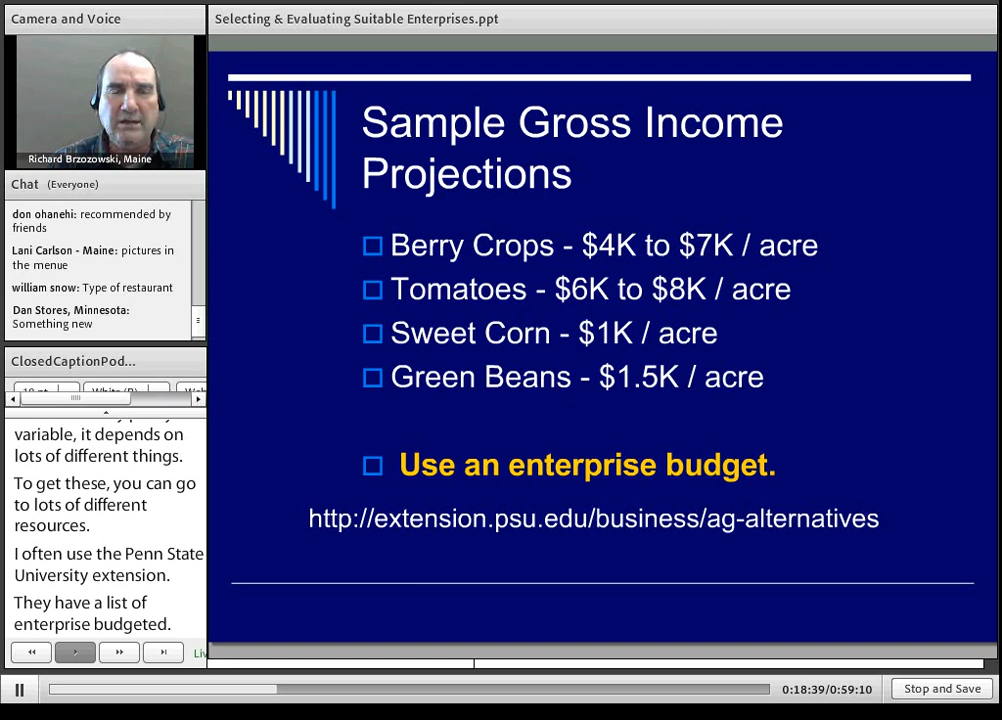 Camera and Voice
Richard Brzozowski, Maine
Chat (Everyone)
don ohanehi: recommended by
friends
Lani Carlson - Maine: pictures in
the menue
william snow: Type of restaurant
Dan Stores, Minnesota:
Something new
ClosedCaptionPod...
variable, it depends on
lots of different things.
To get these, you can go
to lots of different
resources.
I often use the Penn State
University extension.
They have a list of
enterprise budgeted.
Selecting & Evaluating Suitable Enterprises.ppt
Sample Gross Income
Projections
Berry Crops - $4K to $7K / acre
Tomatoes - $6K to $8K / acre
Sweet Corn - $1K / acre
Green Beans - $1.5K / acre
Use an enterprise budget.
http://extension.psu.edu/business/ag-alternatives
0:18:39/0:59:10
Stop and Save